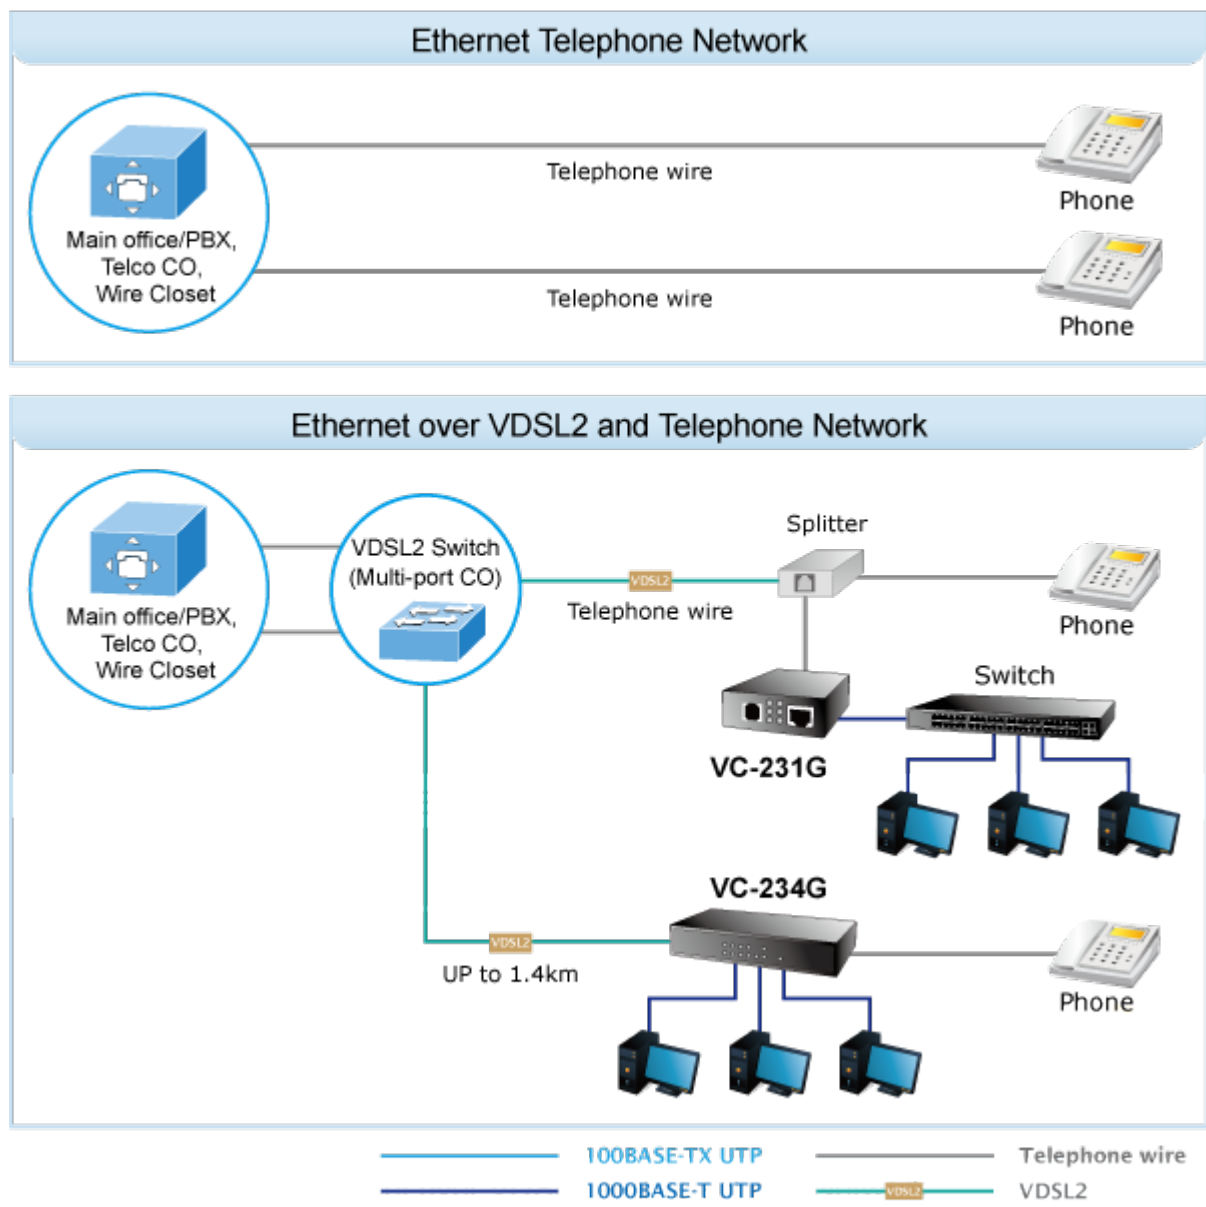 Ethernet Telephone Network
Telephone wire
Phone
Main office/PBX,
Telco CO,
Wire Closet
Telephone wire
Phone
Ethernet over VDSL2 and Telephone Network
Splitter
VDSL2 Switch
(Multi-port CO)
VDSL2
Telephone wire
Phone
Main office/PBX,
Telco CO,
Wire Closet
Switch
VC-231G
VC-234G
VDSL2
UP to 1.4km
Phone
100BASE-TX UTP
Telephone wire
1000BASE-T UTP
VDSL2
VDSL2